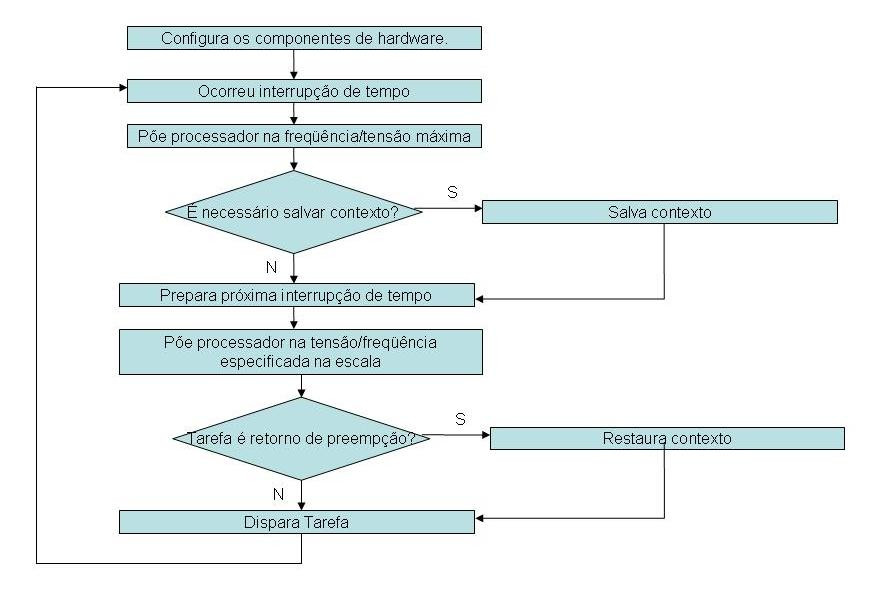 Configura os componentes de hardware.
Ocorreu interrupção de tempo
Põe processador na freqüência/tensão máxima
É necessário salvar contexto?
S
Salva contexto
N
Prepara próxima interrupção de tempo
Põe processador na tensão/freqüência
especificada na escala
Tarefa é retorno de preempção?
S
Restaura contexto
N
Dispara Tarefa